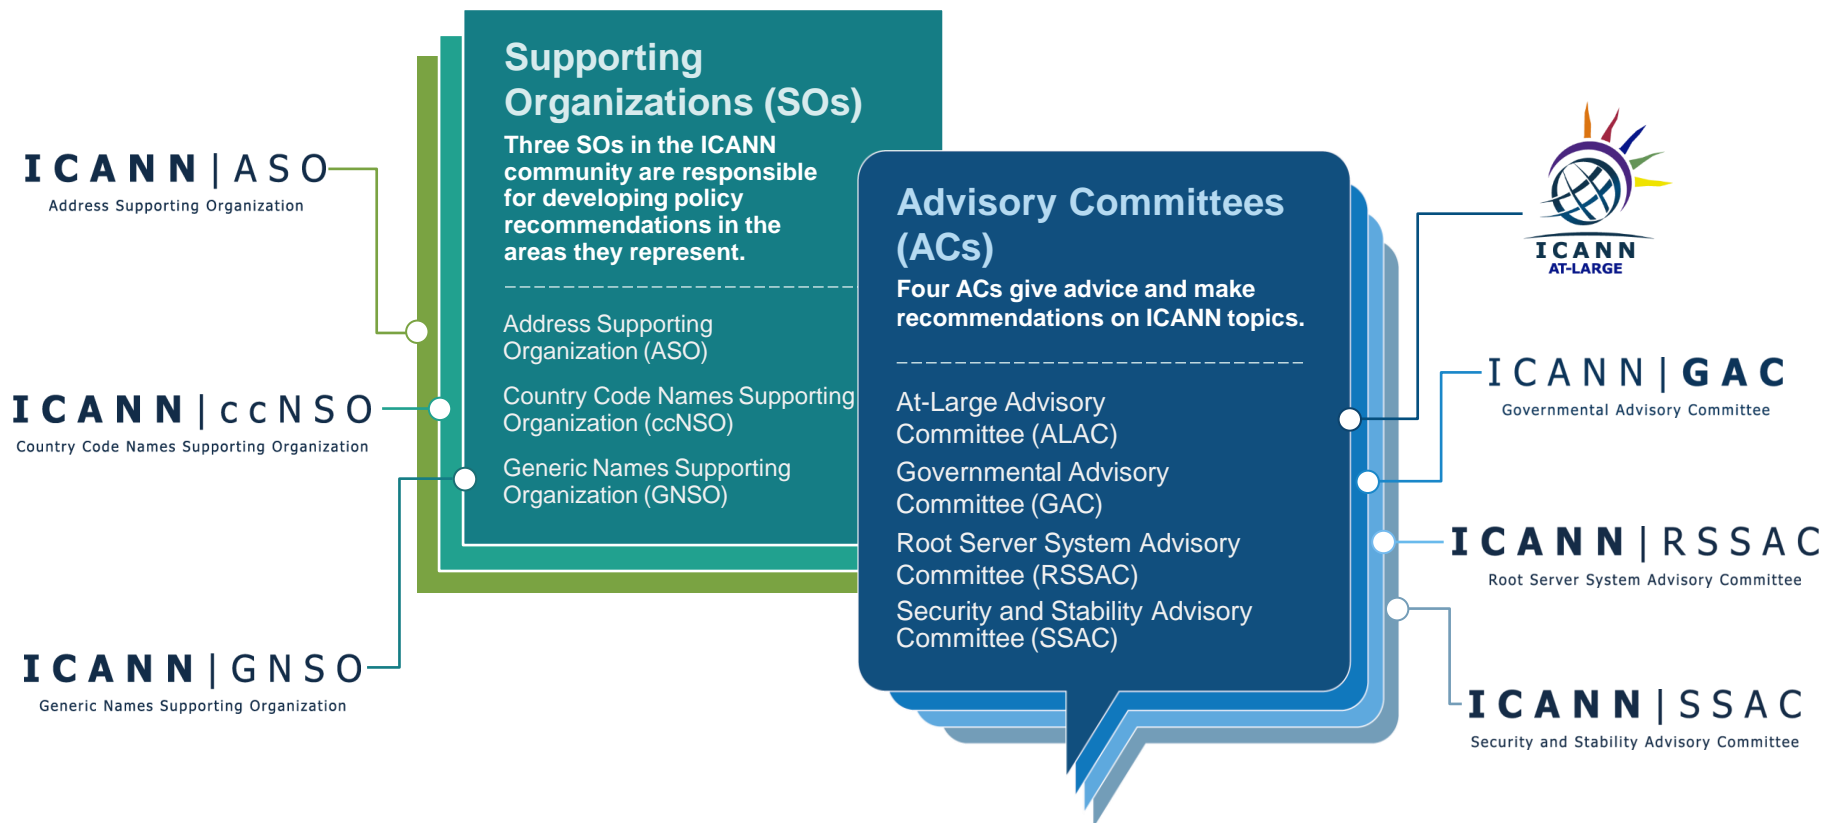 Supporting
Organizations (SOs)
Three SOs in the ICANN
community are responsible
for developing policy
recommendations in the
areas they represent.
Address Supporting
Organization (ASO)
Country Code Names Supporting
Organization (ccNSO)
Generic Names Supporting
Organization (GNSO)
ICANN|ASO
Address Supporting Organization
ICANN|ccNSO
Country Code Names Supporting Organization
ICANN|GNSO
Generic Names Supporting Organization
Advisory Committees
(ACs)
Four ACs give advice and make
recommendations on ICANN topics.
At-Large Advisory
Committee (ALAC)
Governmental Advisory
Committee (GAC)
Root Server System Advisory
Committee (RSSAC)
Security and Stability Advisory
Committee (SSAC)
ICANN
AT-LARGE
ICANN|GAC
Governmental Advisory Committee
ICANN|RSSAC
Root Server System Advisory Committee
ICANN|SSAC
Security and Stability Advisory Committee